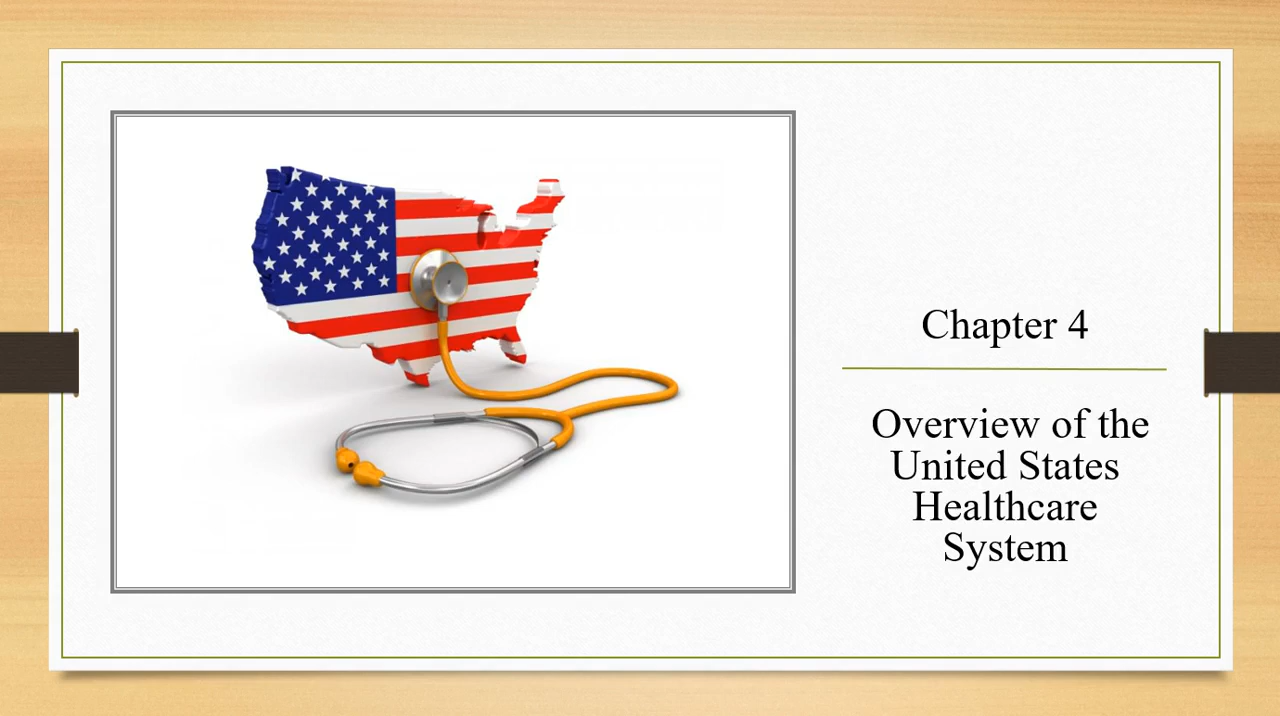 Chapter 4
Overview of the
United States
Healthcare
System